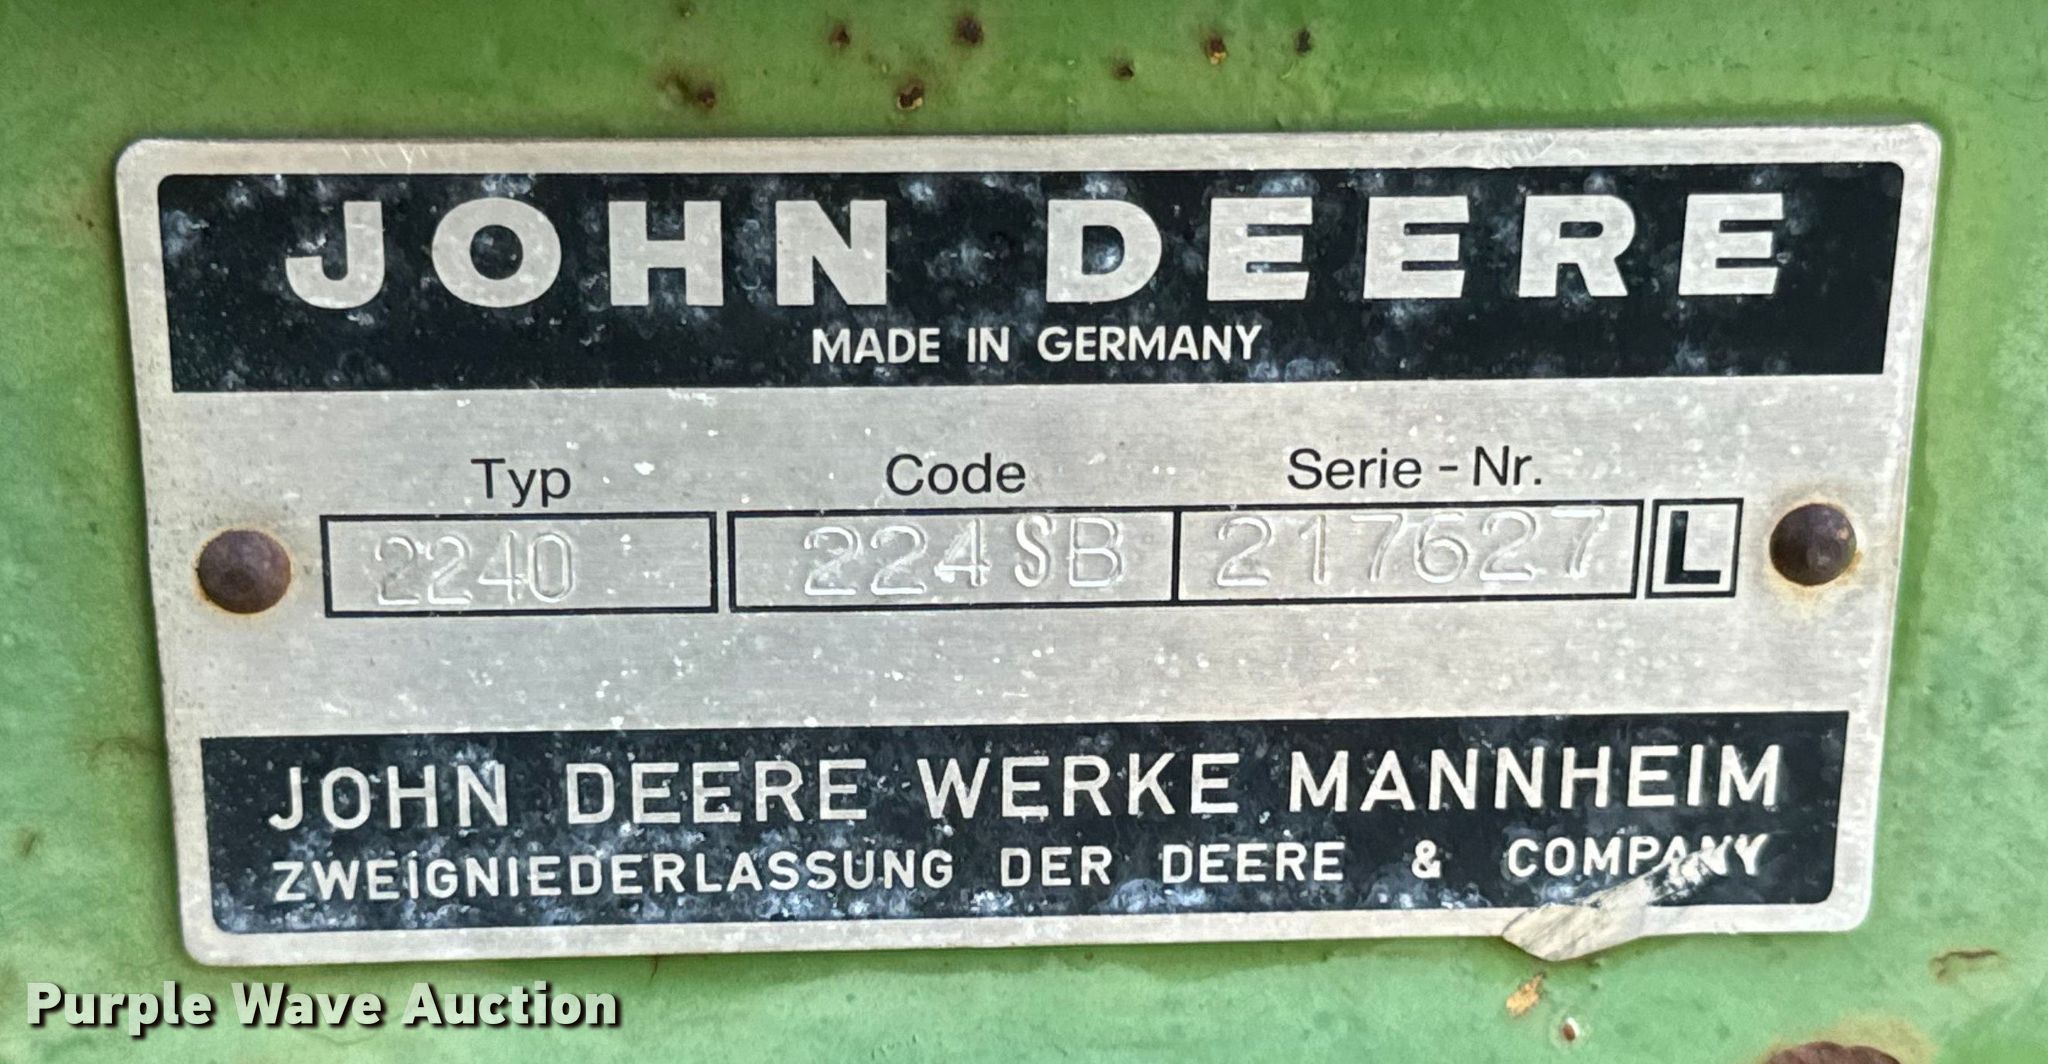 JOHN DEERE
MADE IN GERMANY
Typ Code Serie - Nr.
2240 224SB 217627 L
JOHN DEERE WERKE MANNHEIM
ZWEIGNIEDERLASSUNG DER DEERE & COMPANY
Purple Wave Auction